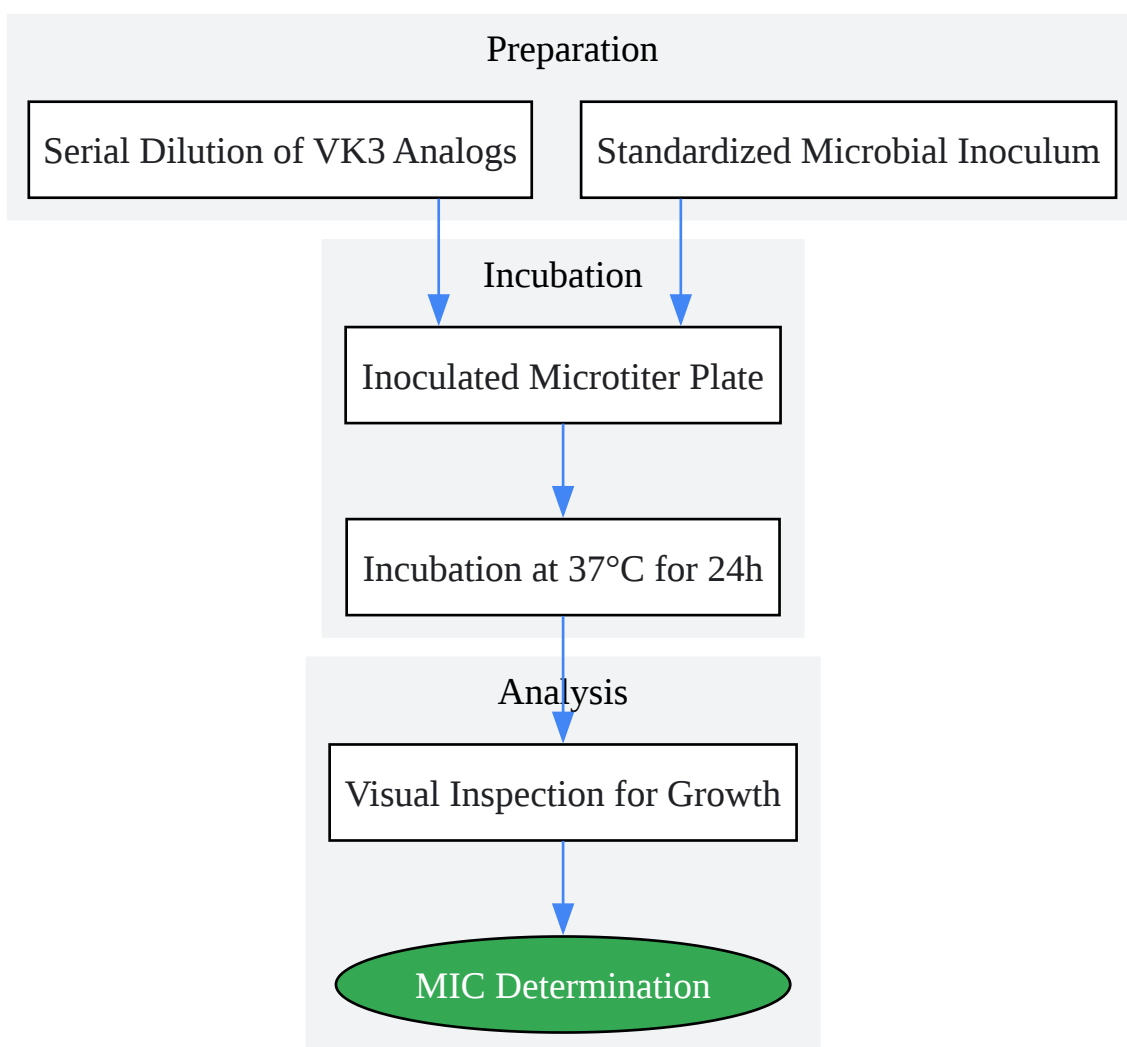 Preparation
Serial Dilution of VK3 Analogs
Standardized Microbial Inoculum
Incubation
Inoculated Microtiter Plate
Incubation at 37°C for 24h
Analysis
Visual Inspection for Growth
MIC Determination